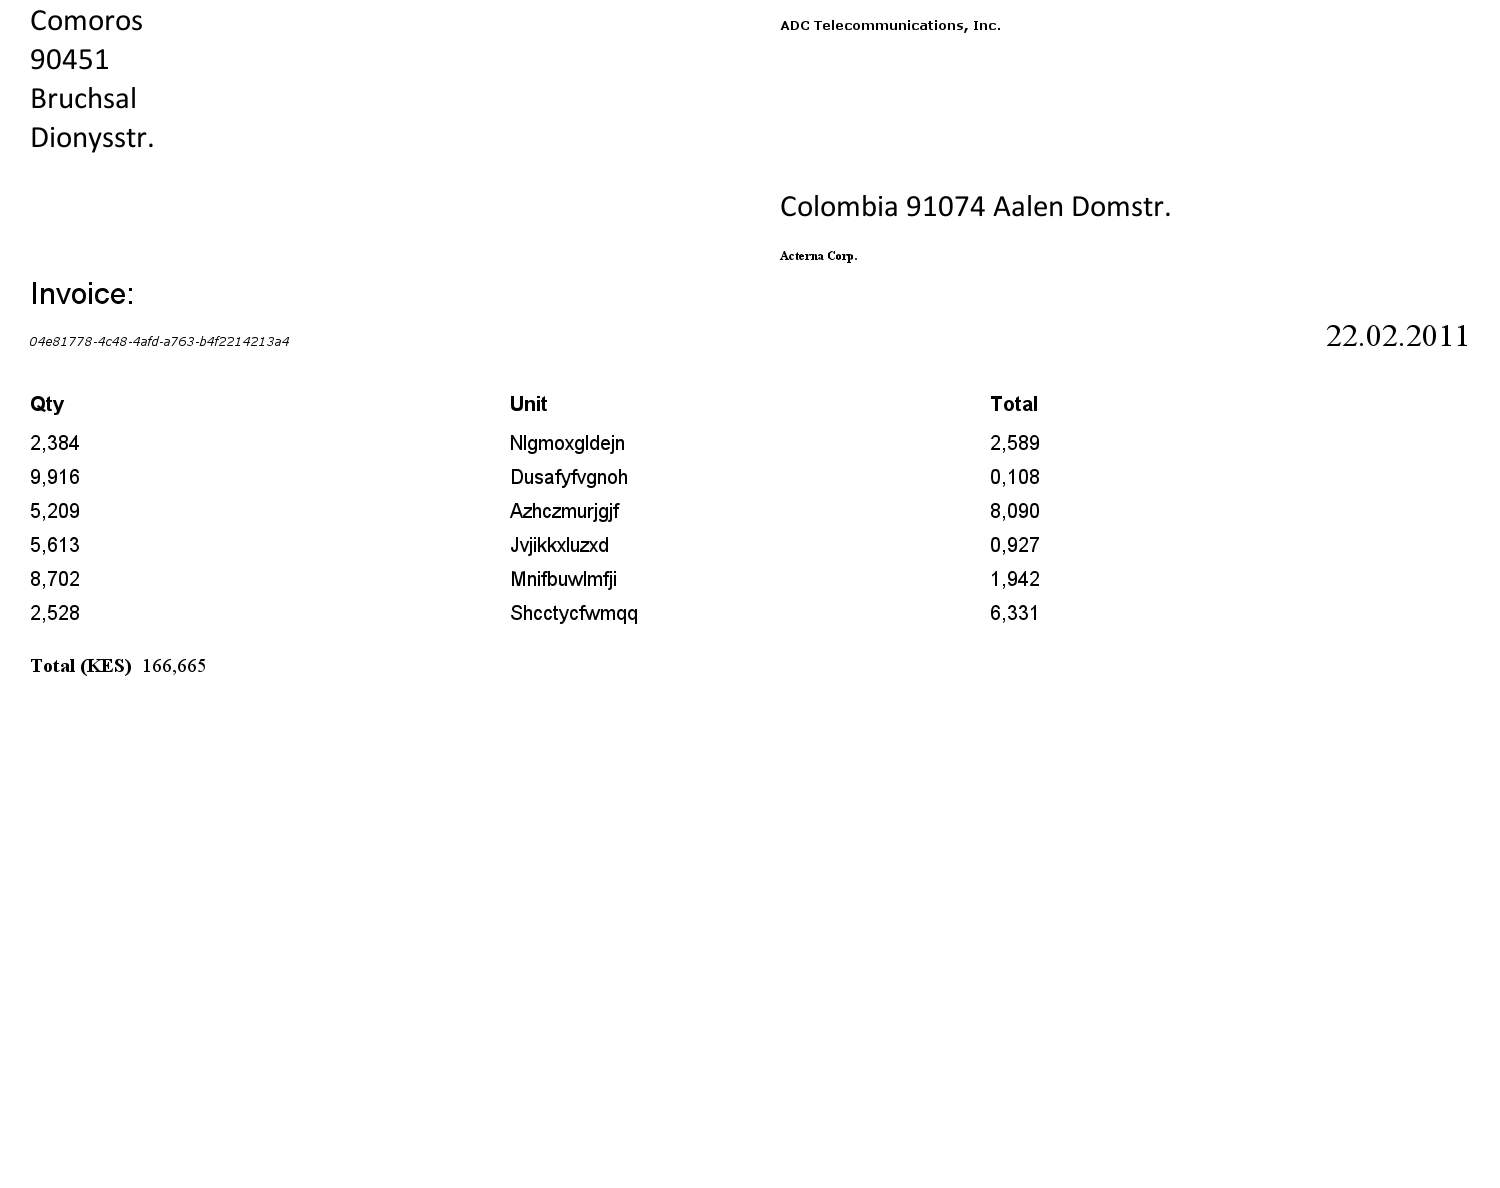 Comoros
90451
Bruchsal
Dionysstr.
ADC Telecommunications, Inc.
Colombia 91074 Aalen Domstr.
Acterna Corp.
Invoice:
04e81778-4c48-4afd-a763-b4f2214213a4
22.02.2011
Qty Unit Total
2,384 Nlgmoxgldejn 2,589
9,916 Dusafyfvgnoh 0,108
5,209 Azhczmurjgjf 8,090
5,613 Jvjikkxluzxd 0,927
8,702 Mnifbuwlmfji 1,942
2,528 Shcctycfwmqq 6,331
Total (KES) 166,665